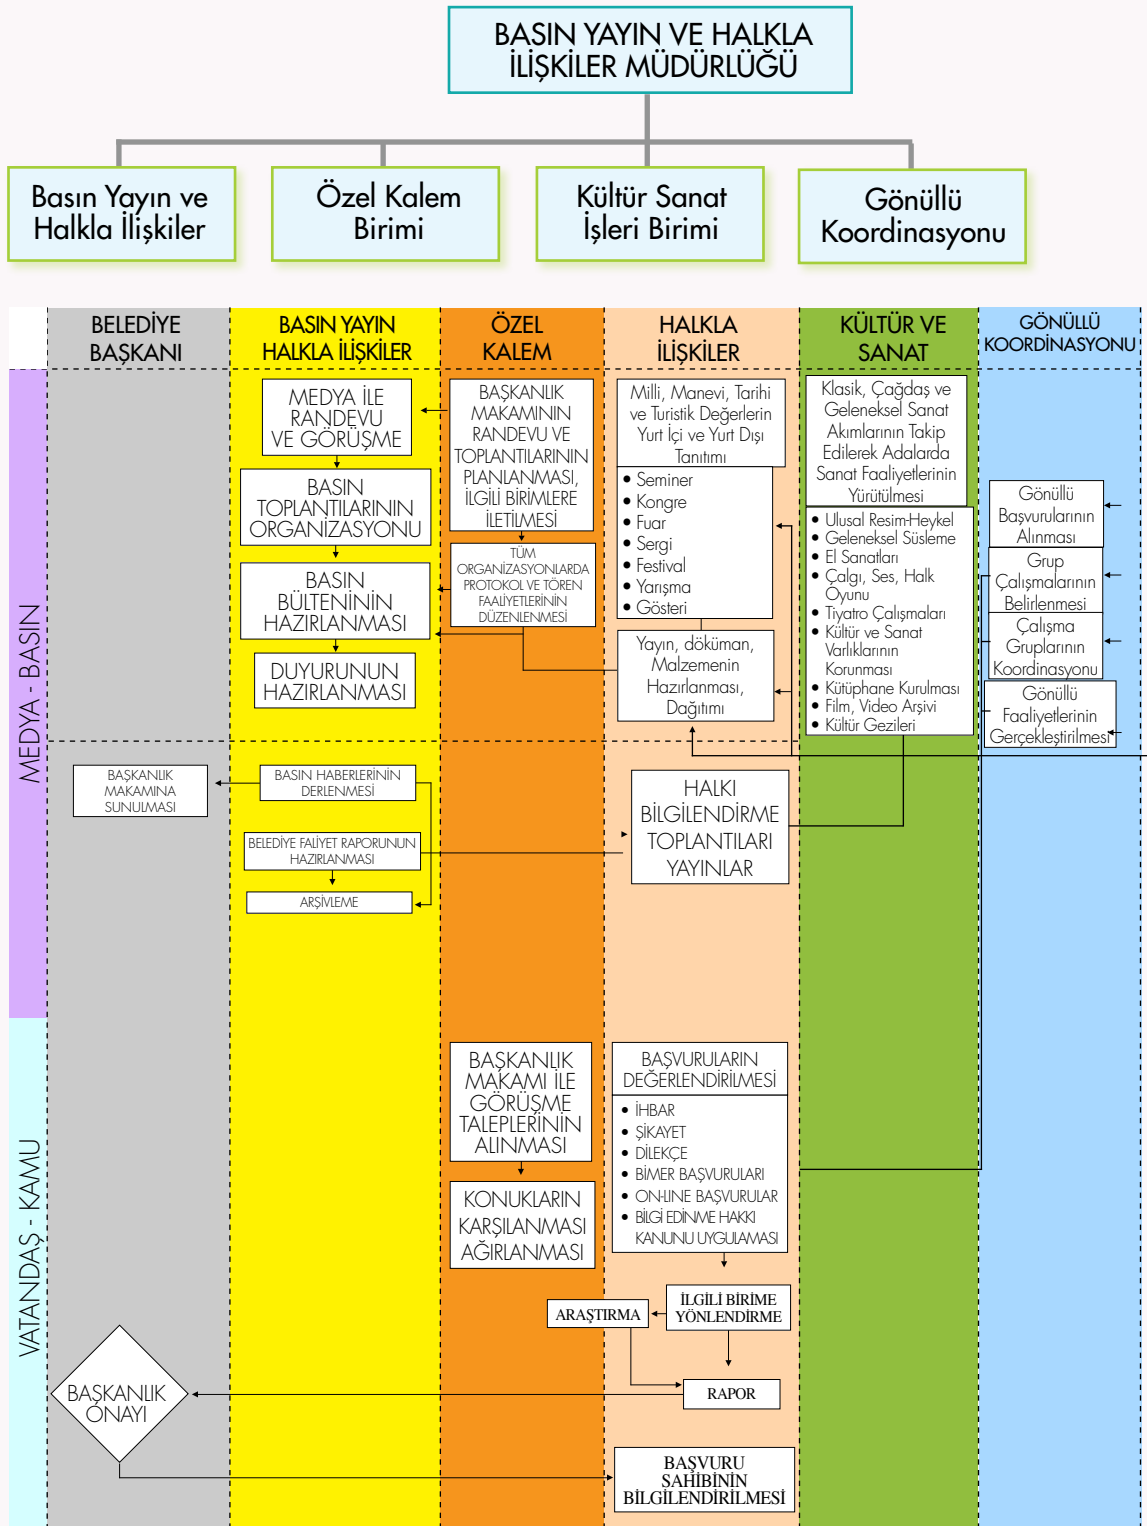 BASIN YAYIN VE HALKLA
İLİŞKİLER MÜDÜRLÜĞÜ
Basın Yayın ve
Halkla İlişkiler
Özel Kalem
Birimi
Kültür Sanat
İşleri Birimi
Gönüllü
Koordinasyonu
BELEDİYE
BAŞKANI
BASIN YAYIN
HALKLA İLİŞKİLER
ÖZEL
KALEM
HALKLA
İLİŞKİLER
KÜLTÜR VE
SANAT
GÖNÜLLÜ
KOORDINASYONU
MEDYA - BASIN
MEDYA İLE
RANDEVU
VE GÖRÜŞME
BASIN
TOPLANTILARININ
ORGANİZASYONU
BASIN
BÜLTENİNİN
HAZIRLANMASI
DUYURUNUN
HAZIRLANMASI
BAŞKANLIK
MAKAMININ
RANDEVU VE
TOPLANTILARININ
PLANLANMASI,
İLGİLİ BİRİMLERE
İLETİLMESİ
TÜM
ORGANİZASYONLARDA
PROTOKOL VE TÖREN
FAALİYETLERİNİN
DÜZENLENMESİ
Milli, Manevi, Tarihi
ve Turistik Değerlerin
Yurt İçi ve Yurt Dışı
Tanıtımı
• Seminer
• Kongre
• Fuar
• Sergi
• Festival
• Yarışma
• Gösteri
Yayın, döküman,
Malzemenin
Hazırlanması,
Dağıtımı
Klasik, Çağdaş ve
Geleneksel Sanat
Akımlarının Takip
Edilerek Adalarda
Sanat Faaliyetlerinin
Yürütülmesi
• Ulusal Resim-Heykel
• Geleneksel Süsleme
• El Sanatları
• Çalgı, Ses, Halk
Oyunu
• Tiyatro Çalışmaları
• Kültür ve Sanat
Varlıklarının
Korunması
• Kütüphane Kurulması
• Film, Video Arşivi
• Kültür Gezileri
Gönüllü
Başvurularının
Alınması
Grup
Çalışmalarının
Belirlenmesi
Çalışma
Gruplarının
Koordinasyonu
Gönüllü
Faaliyetlerinin
Gerçekleştirilmesi
BAŞKANLIK
MAKAMINA
SUNULMASI
BASIN HABERLERİNİN
DERLENMESİ
BELEDİYE FALİYET RAPORUNUN
HAZIRLANMASI
ARŞİVLEME
HALKI
BİLGİLENDİRME
TOPLANTILARI
YAYINLAR
VATANDAŞ - KAMU
BAŞKANLIK
MAKAMI İLE
GÖRÜŞME
TALEPLERİNİN
ALINMASI
KONUKLARIN
KARŞILANMASI
AĞIRLANMASI
BAŞVURULARIN
DEĞERLENDİRİLMESİ
• İHBAR
• ŞİKAYET
• DİLEKÇE
• BİMER BAŞVURULARI
• ON-LINE BAŞVURULAR
• BİLGİ EDİNME HAKKI
KANUNU UYGULAMASI
ARAŞTIRMA
İLGİLİ BİRİME
YÖNLENDİRME
RAPOR
BAŞKANLIK
ONAYI
BAŞVURU
SAHİBİNİN
BİLGİLENDİRİLMESİ